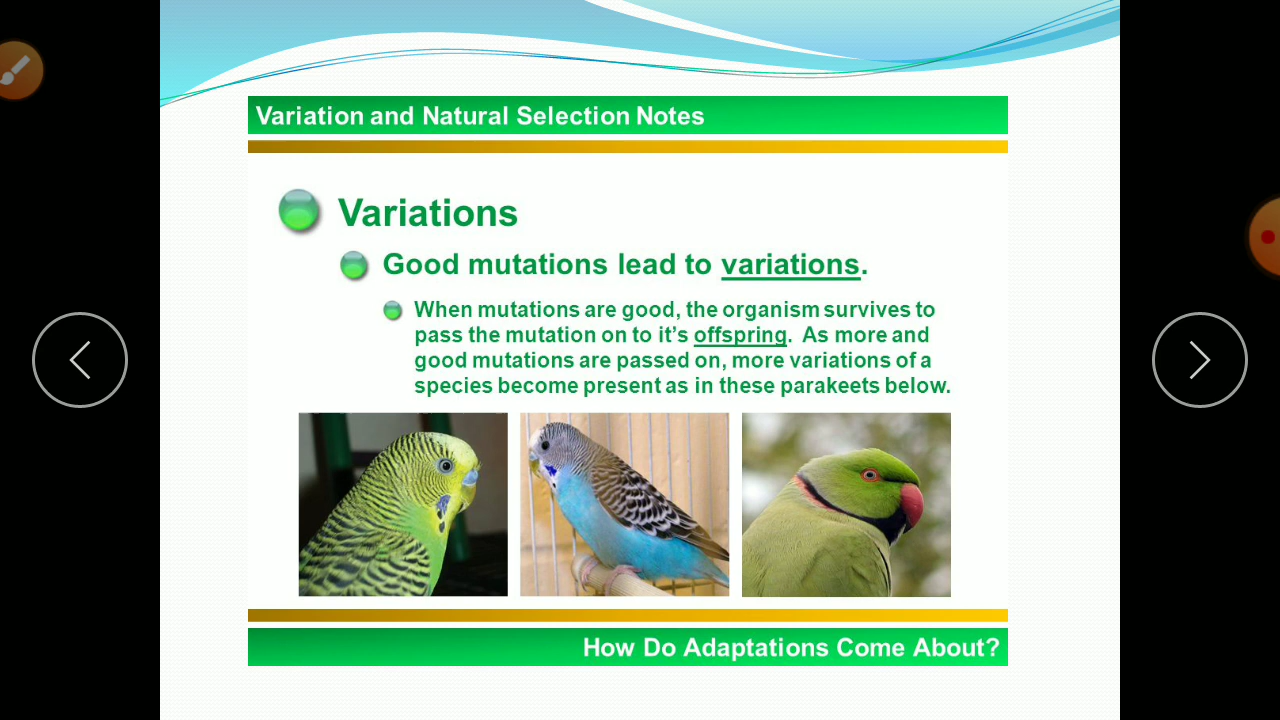 Variation and Natural Selection Notes
Variations
Good mutations lead to variations.
When mutations are good, the organism survives to
pass the mutation on to it's offspring. As more and
good mutations are passed on, more variations of a
species become present as in these parakeets below.
How Do Adaptations Come About?